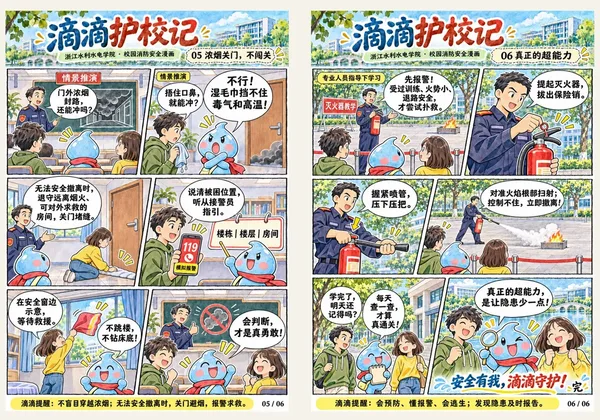 滴滴护校记
浙江水利水电学院·校园消防安全漫画
05 浓烟关门，不闯关
情景推演
门外浓烟
封路，
还能冲吗？
情景推演
捂住口鼻，
就能冲？
不行！
湿毛巾挡不住
毒气和高温！
无法安全撤离时，
退守远离烟火、
可对外求救的
房间，关门堵缝。
说清被困位置，
听从接警员
指引。
119
模拟报警
楼栋｜楼层｜房间
在安全窗边
示意，
等待救援。
不跳楼，
不钻床底！
会判断，
才是真勇敢！
滴滴提醒：不盲目穿越浓烟；无法安全撤离时，关门避烟，报警求救。
05 / 06
滴滴护校记
浙江水利水电学院·校园消防安全漫画
06 真正的超能力
专业人员指导下学习
灭火器教学
先报警！
受过训练、火势小、
退路安全，
才尝试扑救。
提起灭火器，
拔出保险销。
握紧喷管，
压下压把。
对准火焰根部扫射；
控制不住，立即撤离！
学完了，
明天还
记得吗？
每天
查一查，
才算
真通关！
真正的超能力，
是让隐患少一点！
安全有我，滴滴守护！
完
滴滴提醒：会预防、懂报警、会逃生；发现隐患及时报告。
06 / 06